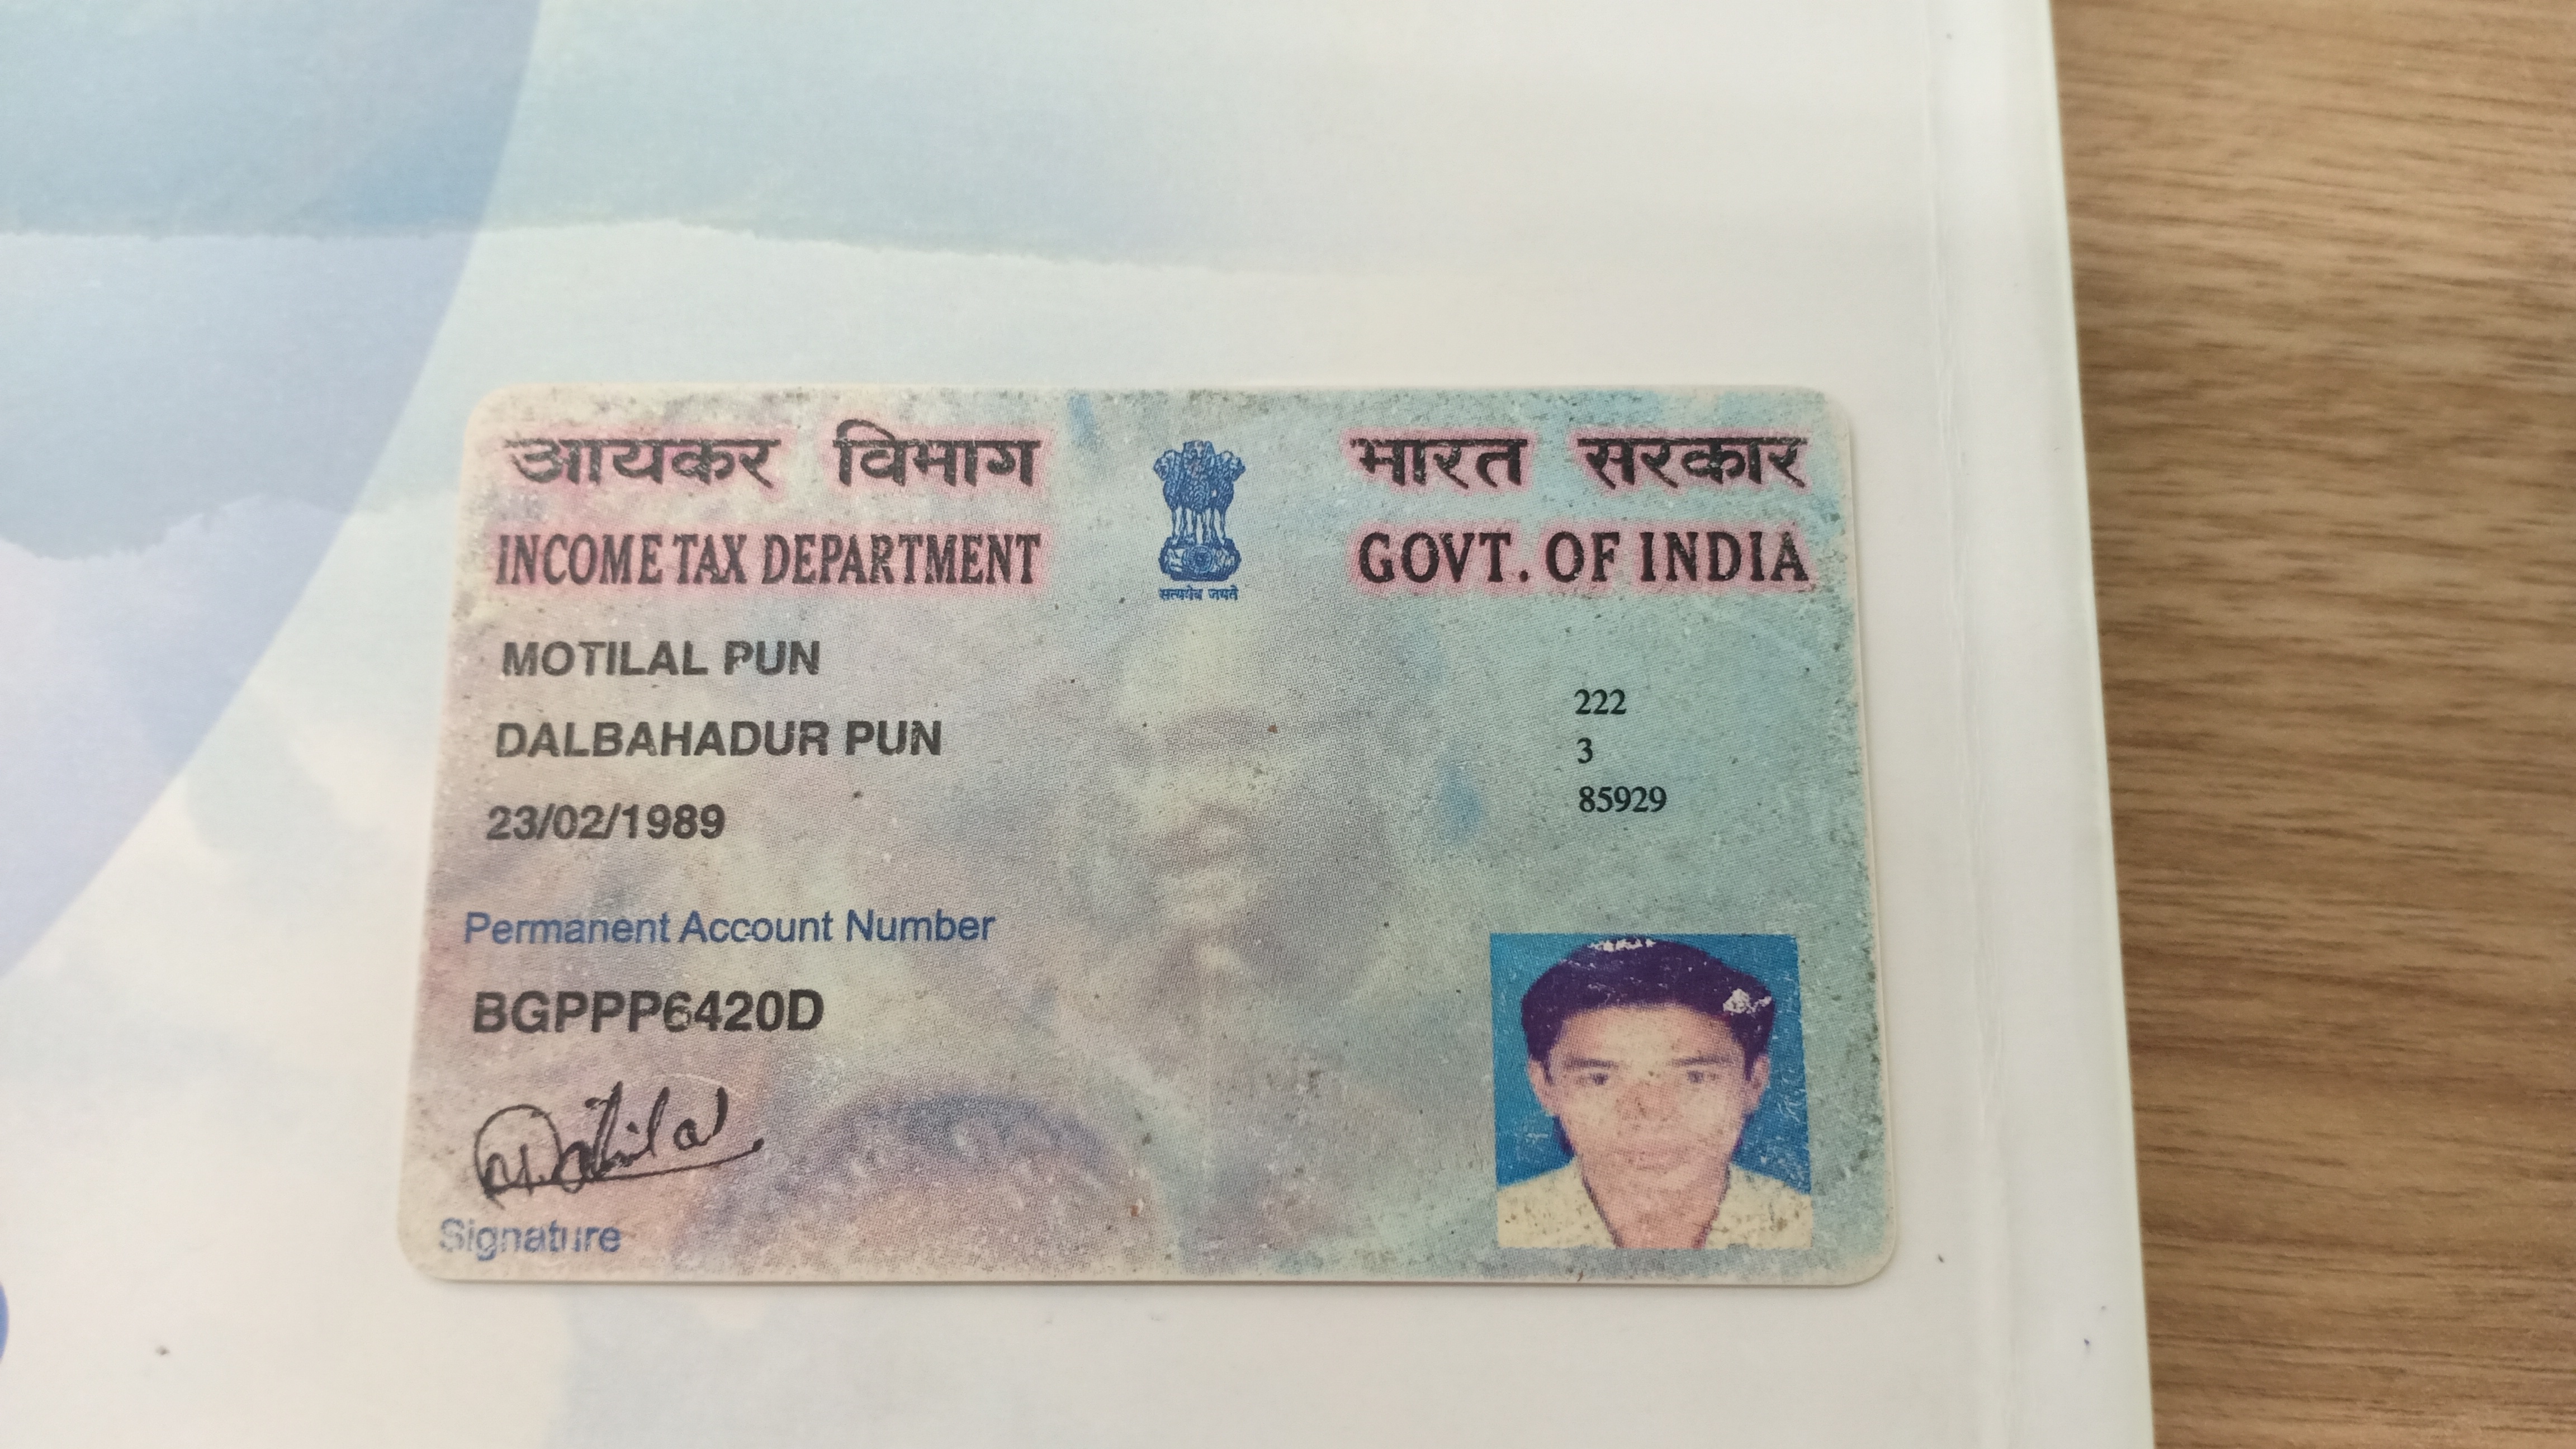 आयकर विभाग
INCOME TAX DEPARTMENT
भारत सरकार
GOVT. OF INDIA
सत्यमेव जयते
MOTILAL PUN
DALBAHADUR PUN
23/02/1989
222
3
85929
Permanent Account Number
BGPPP6420D
Motilal
Signature